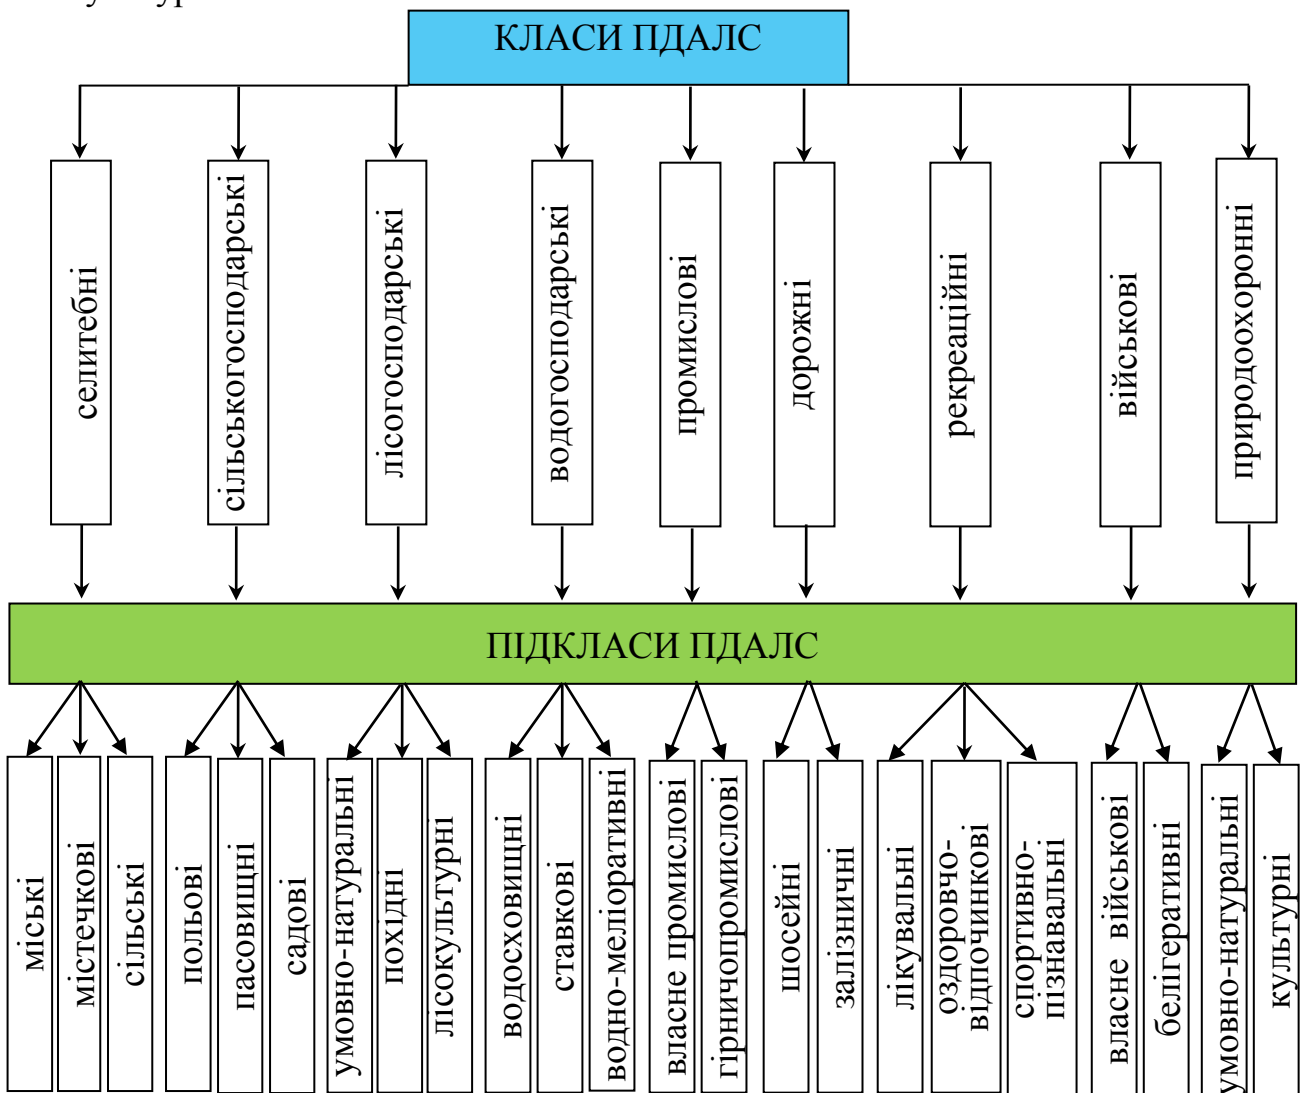 КЛАСИ ПДАЛС
селитебні
сільськогосподарські
лісогосподарські
водогосподарські
промислові
дорожні
рекреаційні
військові
природоохоронні
ПІДКЛАСИ ПДАЛС
міські
містечкові
сільські
польові
пасовищні
садові
умовно-натуральні
похідні
лісокультурні
водосховищні
ставкові
водно-меліоративні
власне промислові
гірничопромислові
шосейні
залізничні
лікувальні
оздоровчо-
відпочинкові
спортивно-
пізнавальні
власне військові
белігеративні
умовно-натуральні
культурні